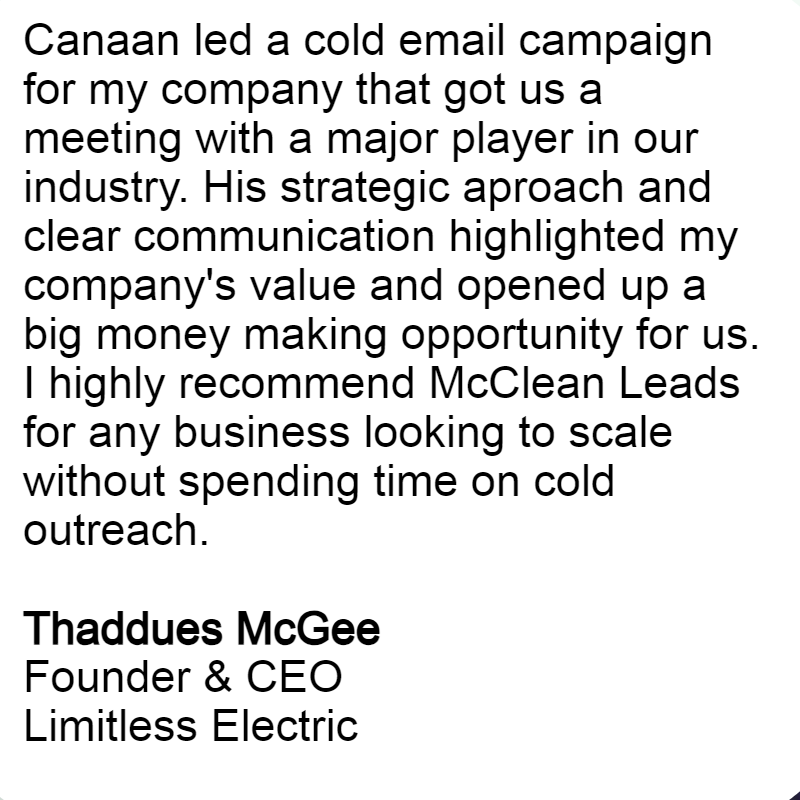 Canaan led a cold email campaign
for my company that got us a
meeting with a major player in our
industry. His strategic aproach and
clear communication highlighted my
company's value and opened up a
big money making opportunity for us.
I highly recommend McClean Leads
for any business looking to scale
without spending time on cold
outreach.
Thaddues McGee
Founder & CEO
Limitless Electric